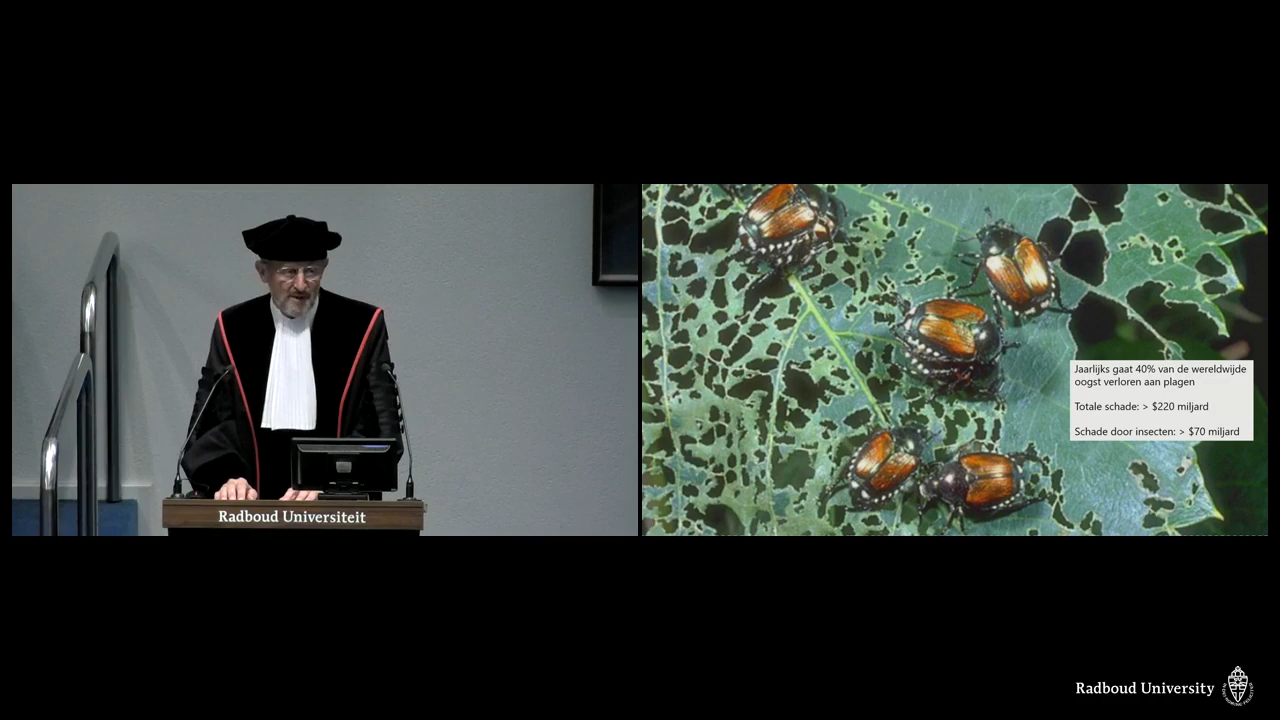 Radboud Universiteit
Jaarlijks gaat 40% van de wereldwijde
oogst verloren aan plagen
Totale schade: > $220 miljard
Schade door insecten: > $70 miljard
Radboud University